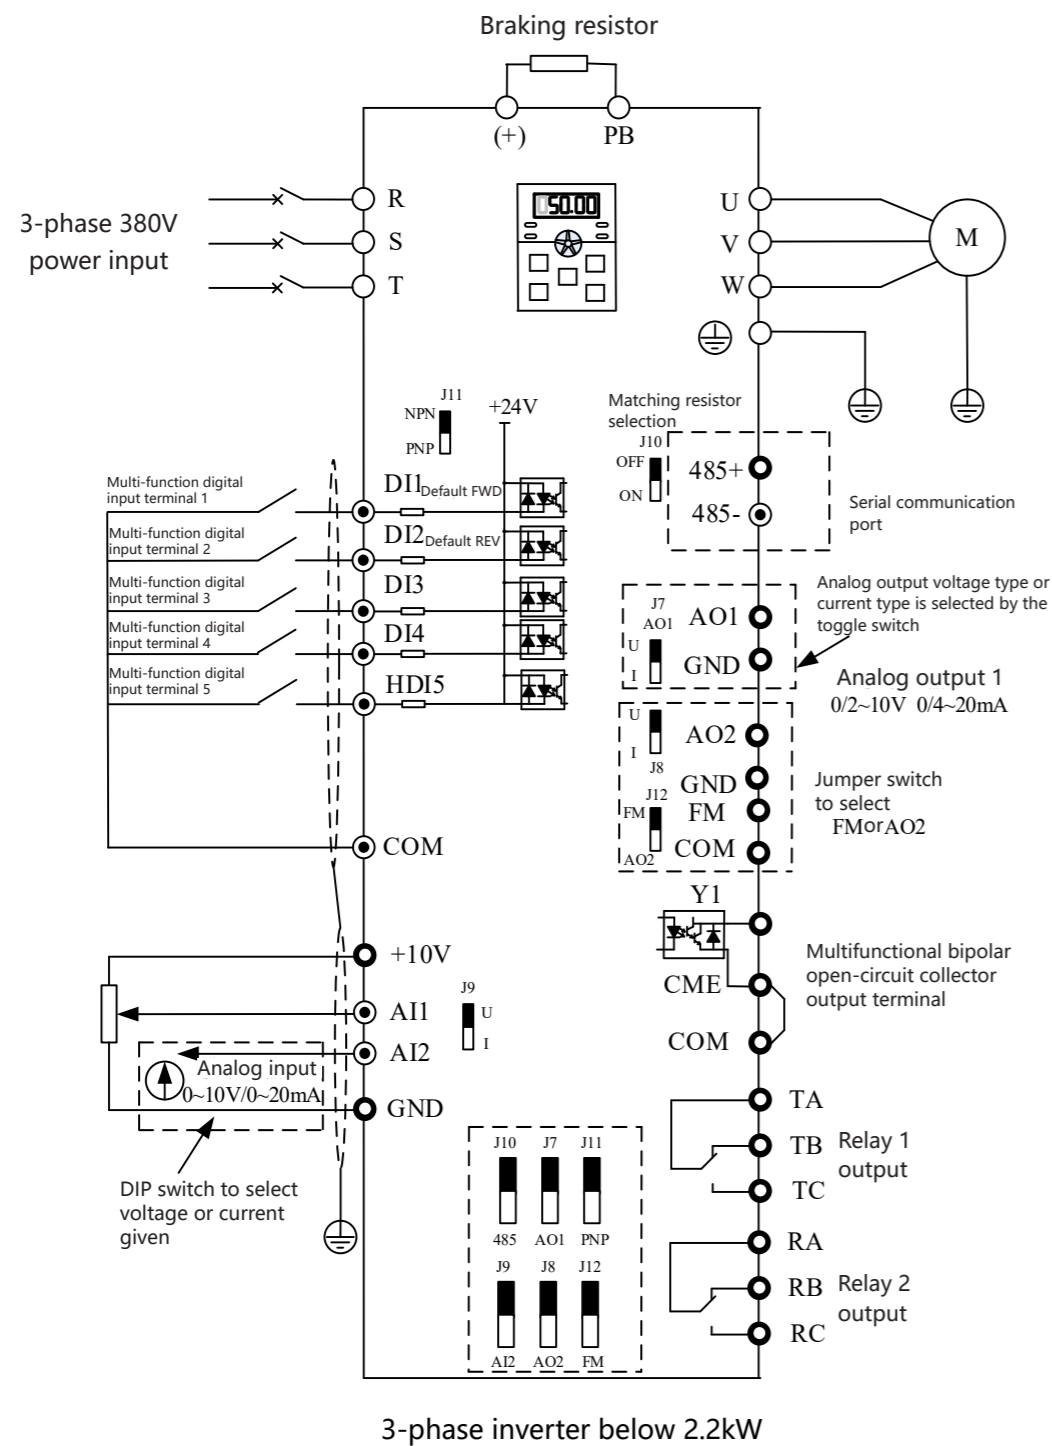 Braking resistor
(+)
PB
3-phase 380V
power input
R
S
T
50.00
U
V
W
M
J11
NPN
PNP
+24V
Matching resistor
selection
J10
OFF
ON
485+
485-
Serial communication
port
Multi-function digital
input terminal 1
DI1 Default FWD
Multi-function digital
input terminal 2
DI2 Default REV
Multi-function digital
input terminal 3
DI3
Multi-function digital
input terminal 4
DI4
Multi-function digital
input terminal 5
HDI5
COM
J7
AO1
U
I
AO1
GND
Analog output voltage type or
current type is selected by the
toggle switch
Analog output 1
0/2~10V 0/4~20mA
U
I
J8
AO2
GND
J12
FM
AO2
FM
COM
Jumper switch
to select
FMorAO2
Y1
CME
COM
Multifunctional bipolar
open-circuit collector
output terminal
+10V
AI1
AI2
GND
J9
U
I
Analog input
0~10V/0~20mA
DIP switch to select
voltage or current
given
TA
TB
TC
Relay 1
output
RA
RB
RC
Relay 2
output
J10 J7 J11
485 AO1 PNP
J9 J8 J12
AI2 AO2 FM
3-phase inverter below 2.2kW